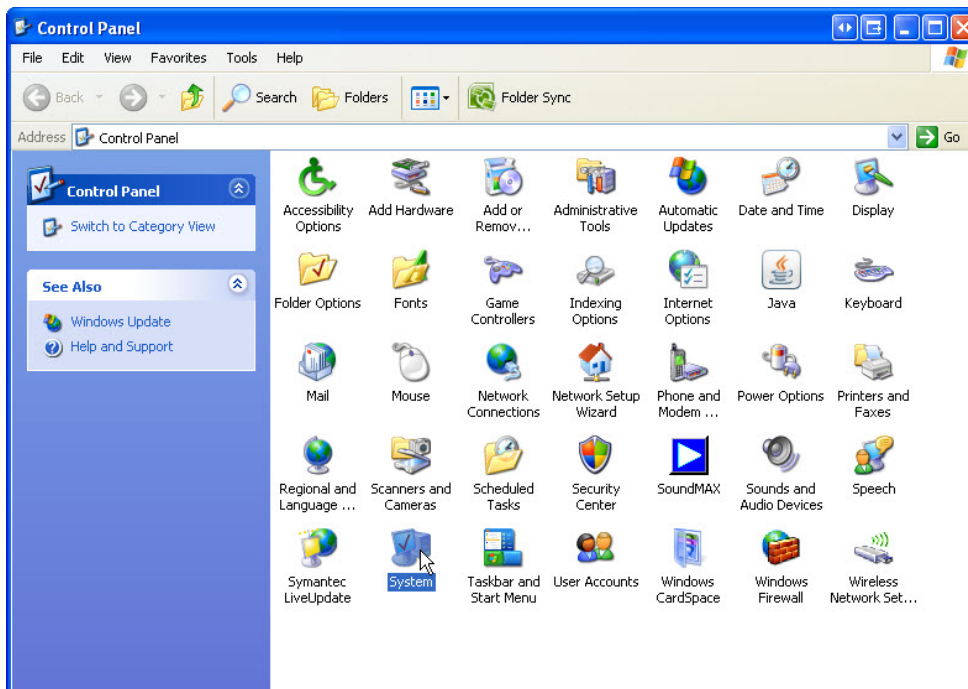 Control Panel
File Edit View Favorites Tools Help
Back Search Folders Folder Sync
Address Control Panel Go
Control Panel
Switch to Category View
See Also
Windows Update
Help and Support
Accessibility Options
Add Hardware
Add or Remov...
Administrative Tools
Automatic Updates
Date and Time
Display
Folder Options
Fonts
Game Controllers
Indexing Options
Internet Options
Java
Keyboard
Mail
Mouse
Network Connections
Network Setup Wizard
Phone and Modem ...
Power Options
Printers and Faxes
Regional and Language ...
Scanners and Cameras
Scheduled Tasks
Security Center
SoundMAX
Sounds and Audio Devices
Speech
Symantec LiveUpdate
System
Taskbar and Start Menu
User Accounts
Windows CardSpace
Windows Firewall
Wireless Network Set...